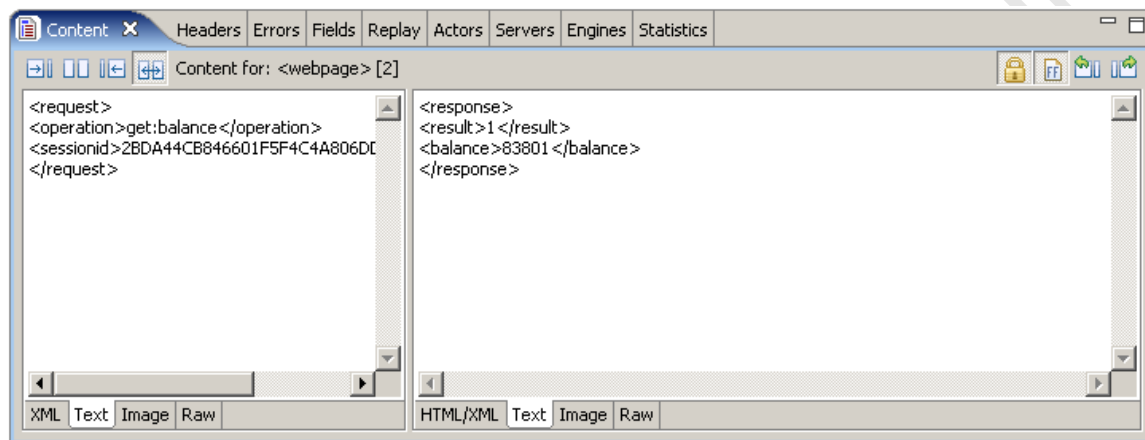 Content Headers Errors Fields Replay Actors Servers Engines Statistics
Content for: <webpage> [2]
FF
<request>
<operation>get:balance</operation>
<sessionid>2BDA44CB846601F5F4C4A806DD
</request>
<response>
<result>1</result>
<balance>83801</balance>
</response>
XML Text Image Raw
HTML/XML Text Image Raw